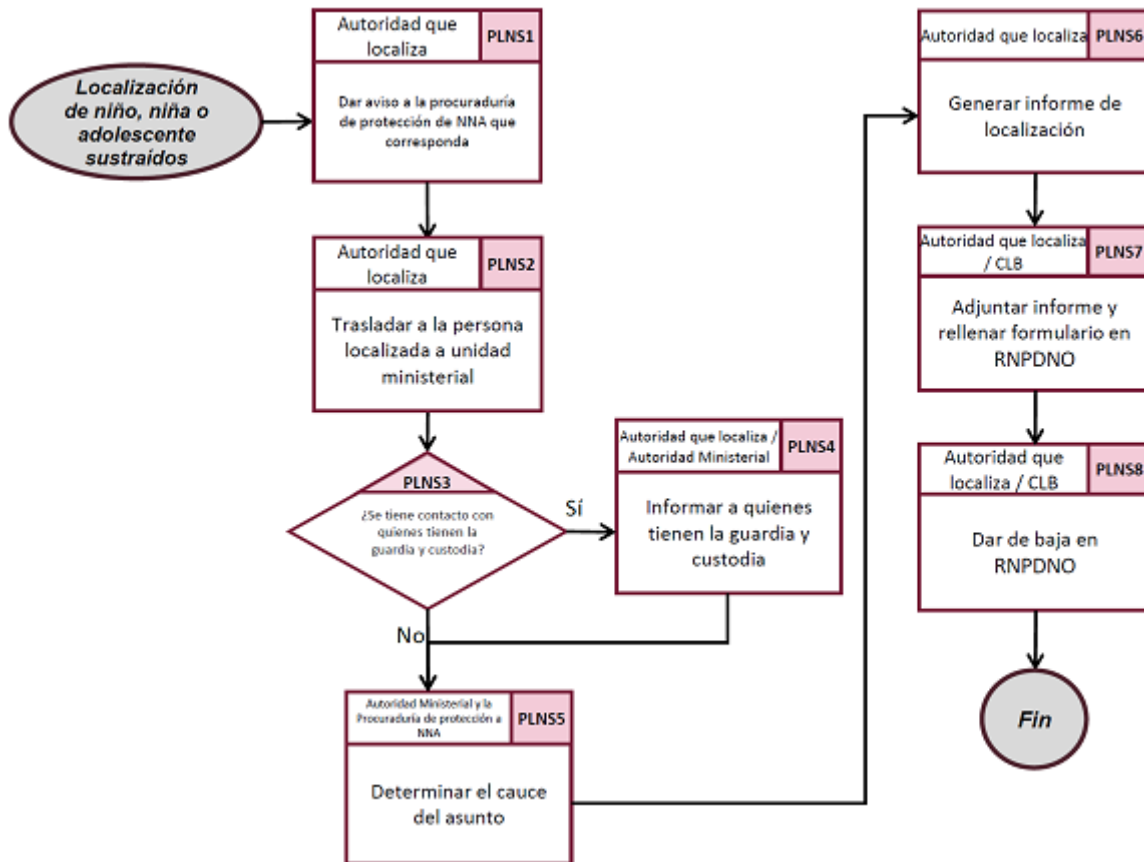 Localización
de niño, niña o
adolescente
sustraídos
Autoridad que
localiza
PLNS1
Dar aviso a la procuraduría
de protección de NNA que
corresponda
Autoridad que
localiza
PLNS2
Trasladar a la persona
localizada a unidad
ministerial
PLNS3
¿Se tiene contacto con
quienes tienen la
guardia y custodia?
Sí
No
Autoridad que localiza /
Autoridad Ministerial
PLNS4
Informar a quienes
tienen la guardia y
custodia
Autoridad Ministerial y la
Procuraduría de protección a
NNA
PLNS5
Determinar el cauce
del asunto
Autoridad que localiza
PLNS6
Generar informe de
localización
Autoridad que localiza
/ CLB
PLNS7
Adjuntar informe y
rellenar formulario en
RNPDNO
Autoridad que
localiza / CLB
PLNS8
Dar de baja en
RNPDNO
Fin